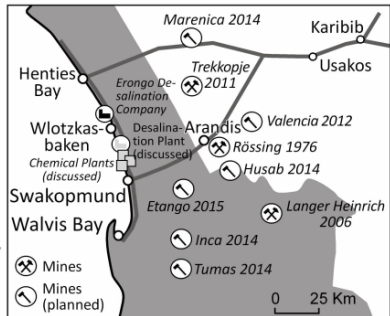 Marenica 2014
Karibib
Usakos
Henties
Bay
Erongo De-
salination
Company
Trekkopje
2011
Wlotzkas-
baken
Desalina-
tion Plant
(discussed)
Arandis
Valencia 2012
Chemical Plants
(discussed)
Rössing 1976
Husab 2014
Swakopmund
Etango 2015
Langer Heinrich
2006
Walvis Bay
Inca 2014
Tumas 2014
Mines
Mines
(planned)
0 25 Km